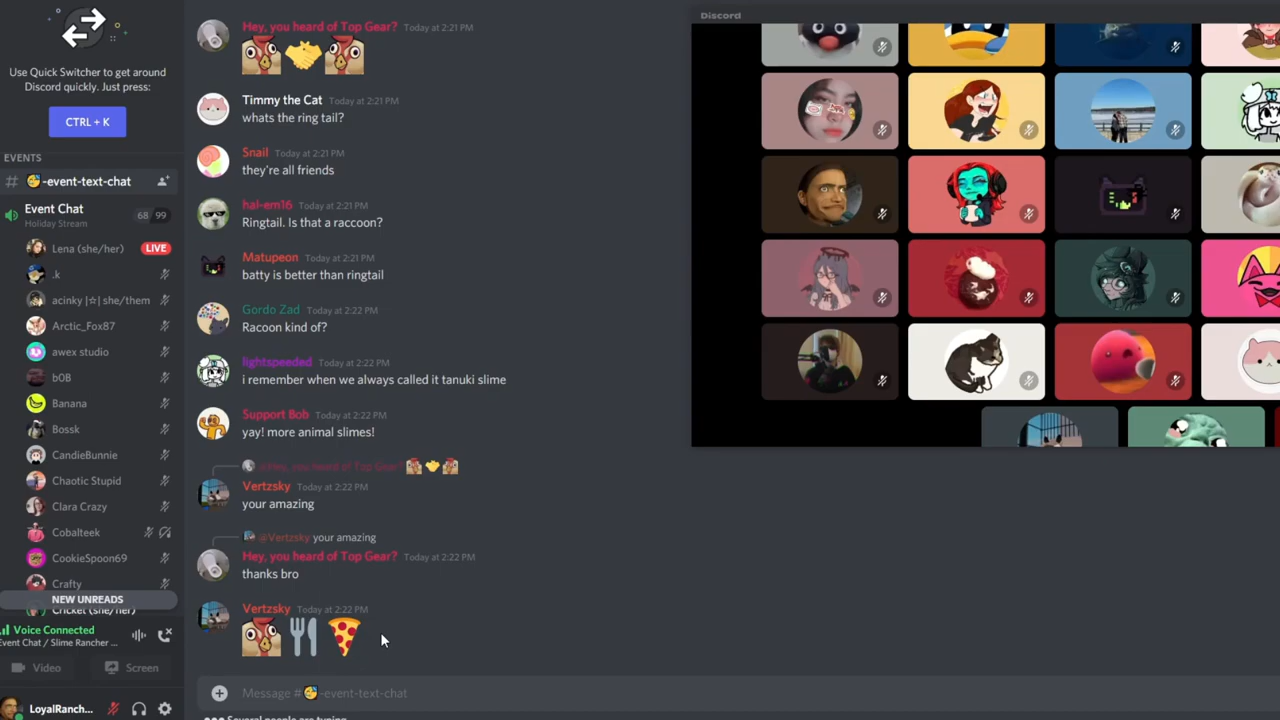 Use Quick Switcher to get around
Discord quickly. Just press:
CTRL + K
EVENTS
# -event-text-chat
Event Chat 68 99
Holiday Stream
Lena (she/her) LIVE
.k
acinky |☆| she/them
Arctic_Fox87
awex studio
b0B
Banana
Bossk
CandieBunnie
Chaotic Stupid
Clara Crazy
Cobalteek
CookieSpoon69
Crafty
NEW UNREADS
Cricket (she/her)
Voice Connected
Event Chat / Slime Rancher ...
Video Screen
LoyalRanch...
Hey, you heard of Top Gear? Today at 2:21 PM
Timmy the Cat Today at 2:21 PM
whats the ring tail?
Snail Today at 2:21 PM
they're all friends
hal-em16 Today at 2:21 PM
Ringtail. Is that a raccoon?
Matupeon Today at 2:21 PM
batty is better than ringtail
Gordo Zad Today at 2:22 PM
Racoon kind of?
lightspeeded Today at 2:22 PM
i remember when we always called it tanuki slime
Support Bob Today at 2:22 PM
yay! more animal slimes!
@Hey, you heard of Top Gear?
Vertzsky Today at 2:22 PM
your amazing
@Vertzsky your amazing
Hey, you heard of Top Gear? Today at 2:22 PM
thanks bro
Vertzsky Today at 2:22 PM
Message # -event-text-chat
Several people are typing...
Discord